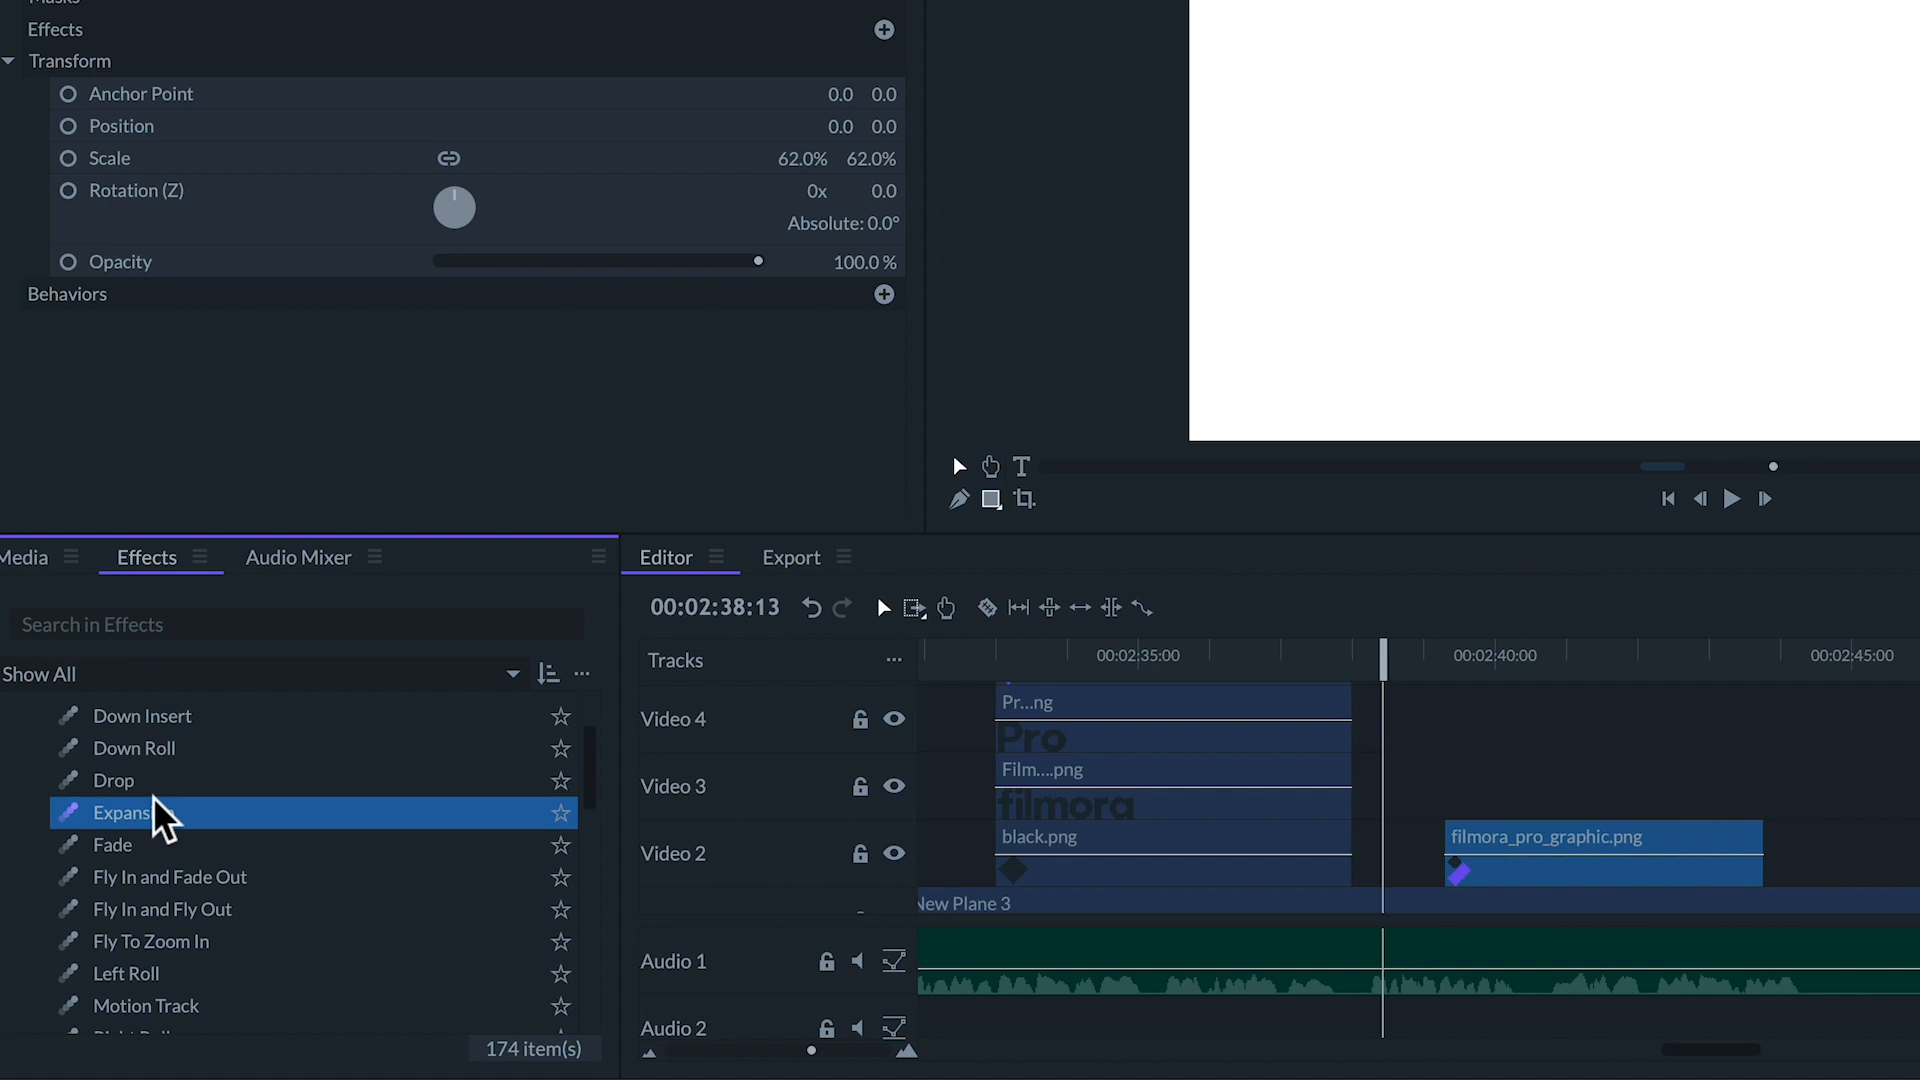 Effects
Transform
Anchor Point 0.0 0.0
Position 0.0 0.0
Scale 62.0% 62.0%
Rotation (Z) 0x 0.0
Absolute: 0.0°
Opacity 100.0 %
Behaviors
T
Media
Effects
Audio Mixer
Search in Effects
Show All
Down Insert
Down Roll
Drop
Fade
Fly In and Fade Out
Fly In and Fly Out
Fly To Zoom In
Left Roll
Motion Track
174 item(s)
Editor
Export
00:02:38:13
Tracks
00:02:35:00 00:02:40:00 00:02:45:00
Video 4
Pr...ng
Pro
Video 3
Film....png
filmora
Video 2
black.png
filmora_pro_graphic.png
New Plane 3
Audio 1
Audio 2